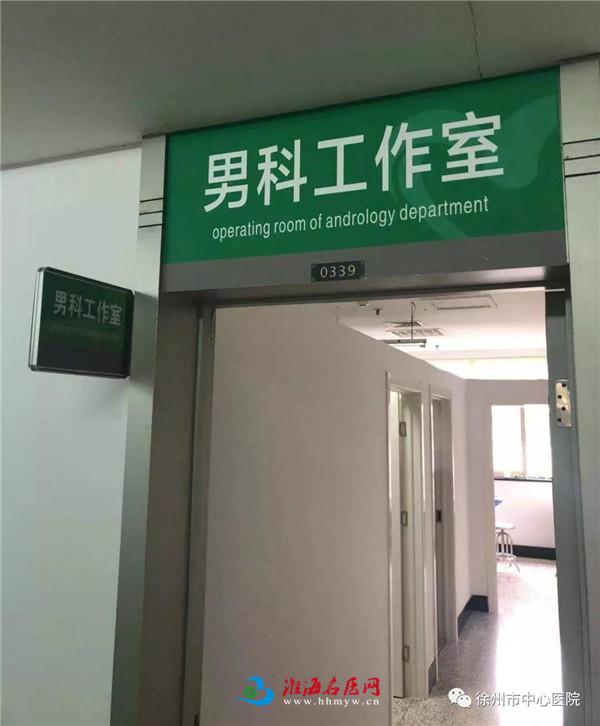 男科工作室
operating room of andrology department
0339
男科工作室
淮海名医网
www.hhmyw.cn
徐州市中心医院